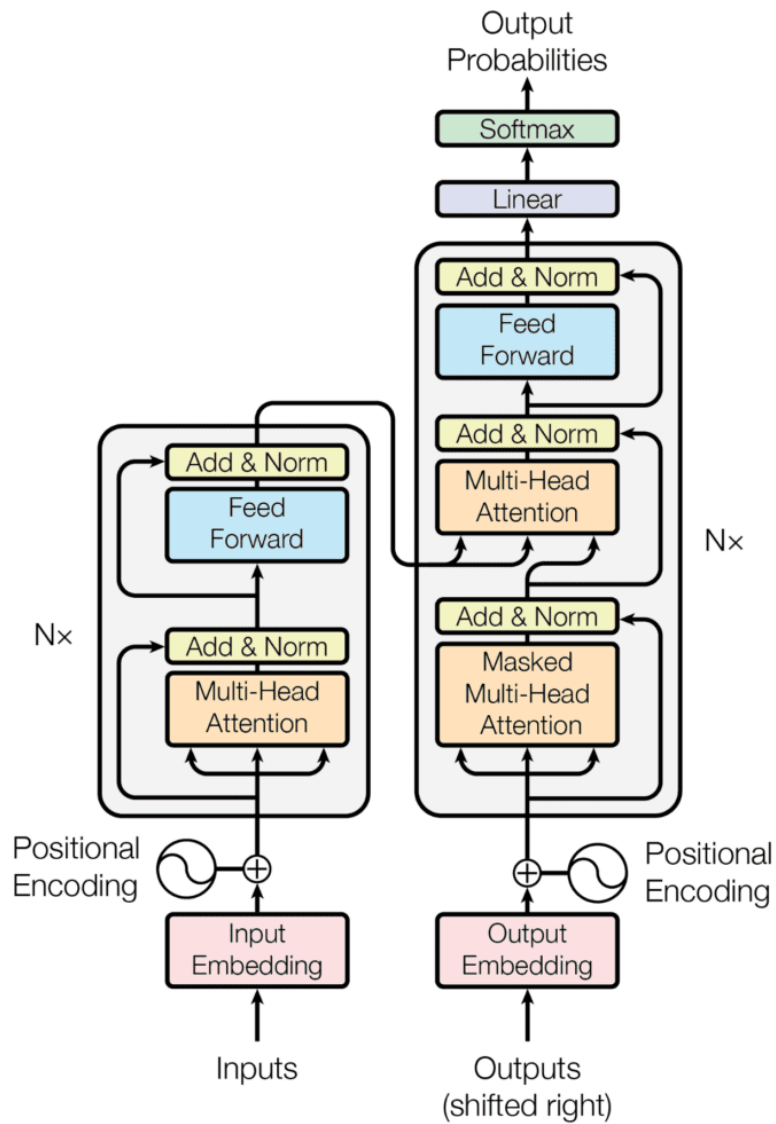 Output
Probabilities
Softmax
Linear
Add & Norm
Feed
Forward
Add & Norm
Multi-Head
Attention
Add & Norm
Masked
Multi-Head
Attention
N×
Add & Norm
Feed
Forward
Add & Norm
Multi-Head
Attention
N×
Positional
Encoding
Positional
Encoding
Input
Embedding
Output
Embedding
Inputs
Outputs
(shifted right)